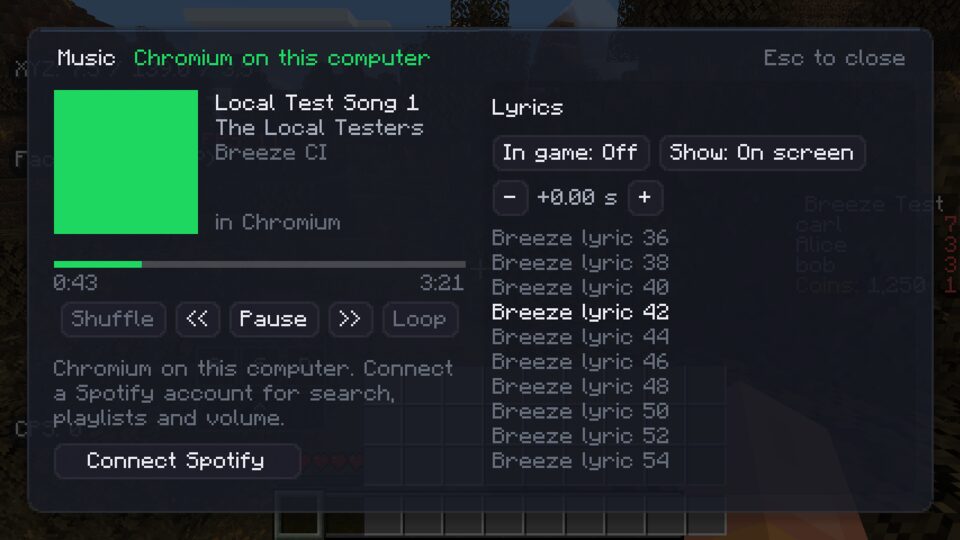 Music Chromium on this computer
Esc to close
Local Test Song 1
The Local Testers
Breeze CI
in Chromium
0:43
3:21
Shuffle
<<
Pause
>>
Loop
Chromium on this computer. Connect
a Spotify account for search,
playlists and volume.
Connect Spotify
Lyrics
In game: Off
Show: On screen
- +0.00 s +
Breeze lyric 36
Breeze lyric 38
Breeze lyric 40
Breeze lyric 42
Breeze lyric 44
Breeze lyric 46
Breeze lyric 48
Breeze lyric 50
Breeze lyric 52
Breeze lyric 54
Breeze Test
carl 7
Alice 3
bob 3
Coins: 1,250 1